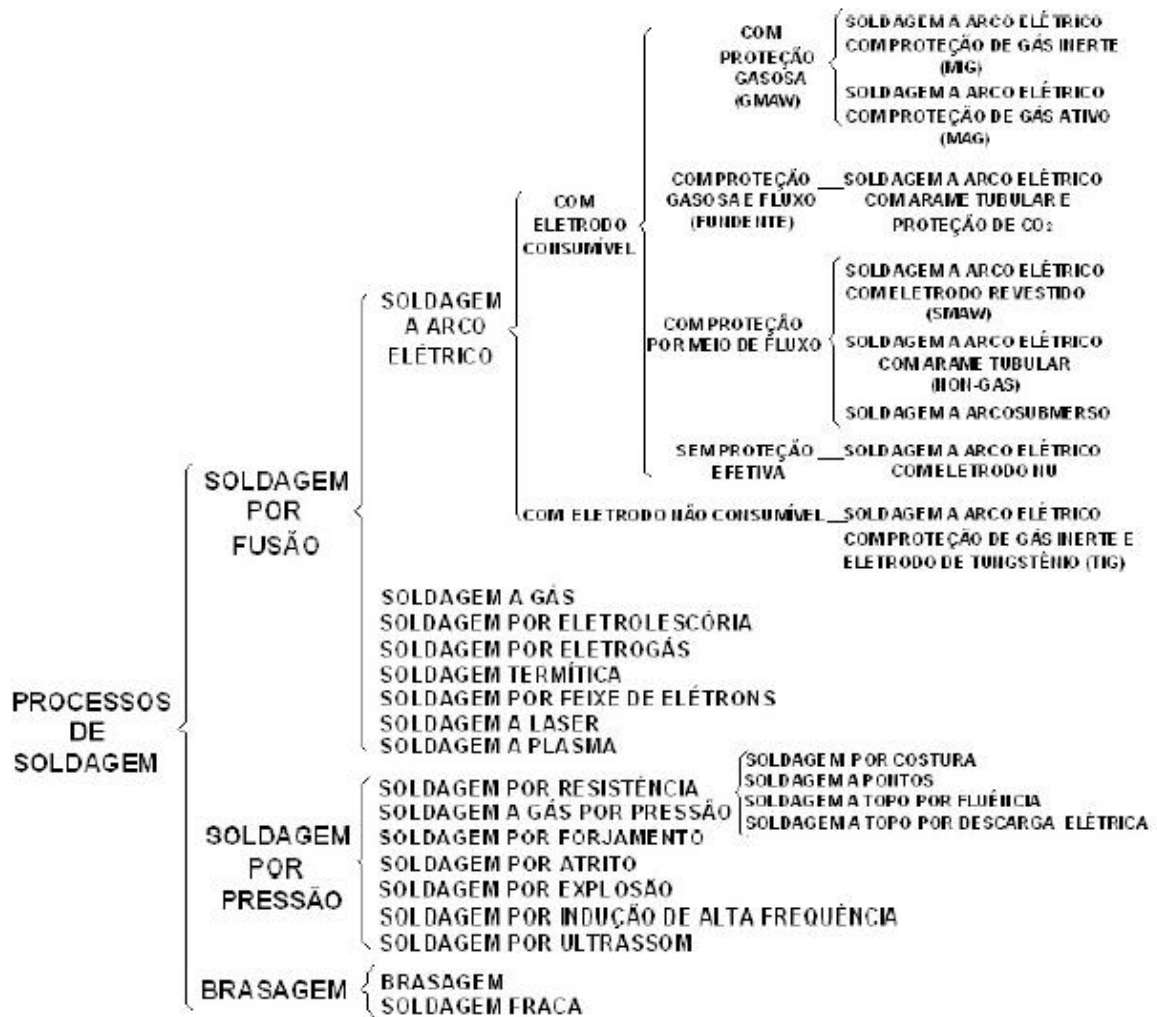 PROCESSOS
DE
SOLDAGEM
SOLDAGEM
POR
FUSÃO
SOLDAGEM
A ARCO
ELÉTRICO
COM
ELETRODO
CONSUMÍVEL
COM
PROTEÇÃO
GASOSA
(GMAW)
SOLDAGEM A ARCO ELÉTRICO
COM PROTEÇÃO DE GÁS INERTE
(MIG)
SOLDAGEM A ARCO ELÉTRICO
COM PROTEÇÃO DE GÁS ATIVO
(MAG)
COM PROTEÇÃO
GASOSA E FLUXO
(FUNDENTE)
SOLDAGEM A ARCO ELÉTRICO
COM ARAME TUBULAR E
PROTEÇÃO DE CO₂
COM PROTEÇÃO
POR MEIO DE FLUXO
SOLDAGEM A ARCO ELÉTRICO
COM ELETRODO REVESTIDO
(SMAW)
SOLDAGEM A ARCO ELÉTRICO
COM ARAME TUBULAR
(NON-GAS)
SOLDAGEM A ARCOSUBMERSO
SEM PROTEÇÃO
EFETIVA
SOLDAGEM A ARCO ELÉTRICO
COM ELETRODO NU
COM ELETRODO NÃO CONSUMÍVEL
SOLDAGEM A ARCO ELÉTRICO
COM PROTEÇÃO DE GÁS INERTE E
ELETRODO DE TUNGSTÊNIO (TIG)
SOLDAGEM A GÁS
SOLDAGEM POR ELETROLESCÓRIA
SOLDAGEM POR ELETROGÁS
SOLDAGEM TERMÍTICA
SOLDAGEM POR FEIXE DE ELÉTRONS
SOLDAGEM A LASER
SOLDAGEM A PLASMA
SOLDAGEM
POR
PRESSÃO
SOLDAGEM POR RESISTÊNCIA
SOLDAGEM A GÁS POR PRESSÃO
SOLDAGEM POR FORJAMENTO
SOLDAGEM POR ATRITO
SOLDAGEM POR EXPLOSÃO
SOLDAGEM POR INDUÇÃO DE ALTA FREQUÊNCIA
SOLDAGEM POR ULTRASSOM
SOLDAGEM POR COSTURA
SOLDAGEM A PONTOS
SOLDAGEM A TOPO POR FLUÊNCIA
SOLDAGEM A TOPO POR DESCARGA ELÉTRICA
BRASAGEM
BRASAGEM
SOLDAGEM FRACA